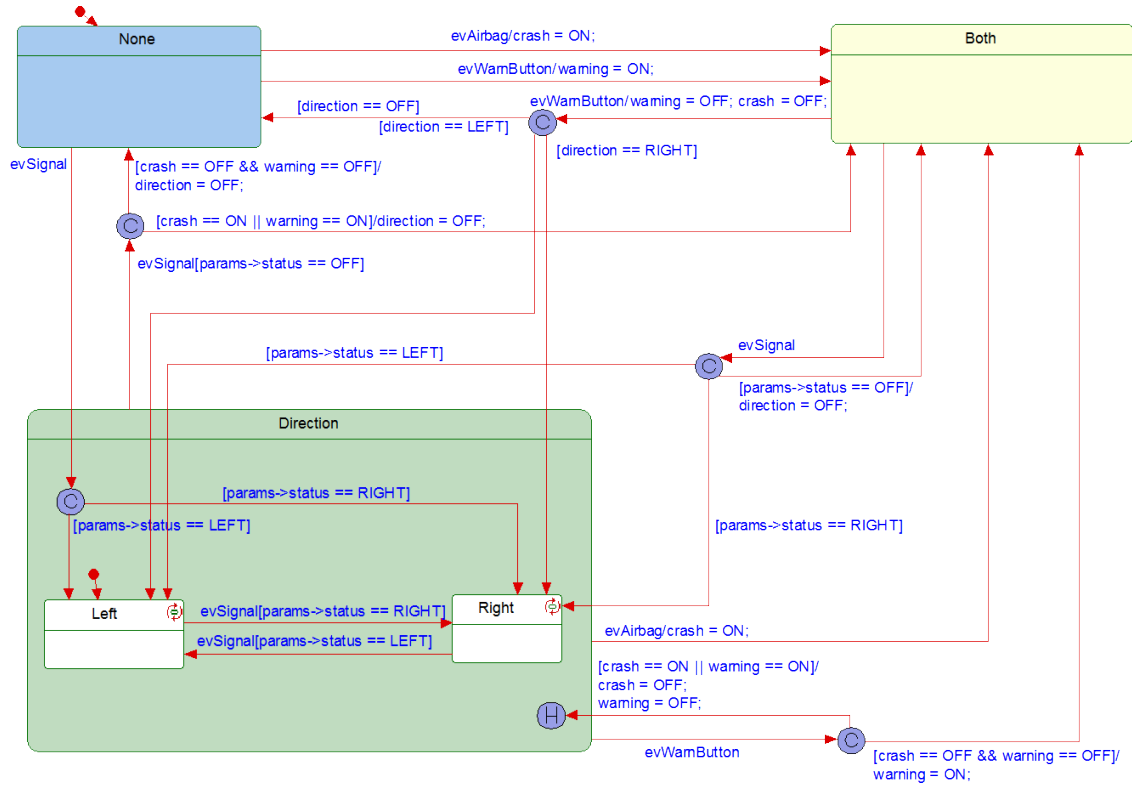 None
Both
evAirbag/crash = ON;
evWarnButton/warning = ON;
evWarnButton/warning = OFF; crash = OFF;
[direction == OFF]
C
[direction == LEFT]
[direction == RIGHT]
evSignal
[crash == OFF && warning == OFF]/
direction = OFF;
C
[crash == ON || warning == ON]/direction = OFF;
evSignal[params->status == OFF]
evSignal
[params->status == LEFT]
C
[params->status == OFF]/
direction = OFF;
Direction
C
[params->status == RIGHT]
[params->status == LEFT]
[params->status == RIGHT]
Left
Right
evSignal[params->status == RIGHT]
evSignal[params->status == LEFT]
evAirbag/crash = ON;
[crash == ON || warning == ON]/
crash = OFF;
warning = OFF;
H
C
evWarnButton
[crash == OFF && warning == OFF]/
warning = ON;